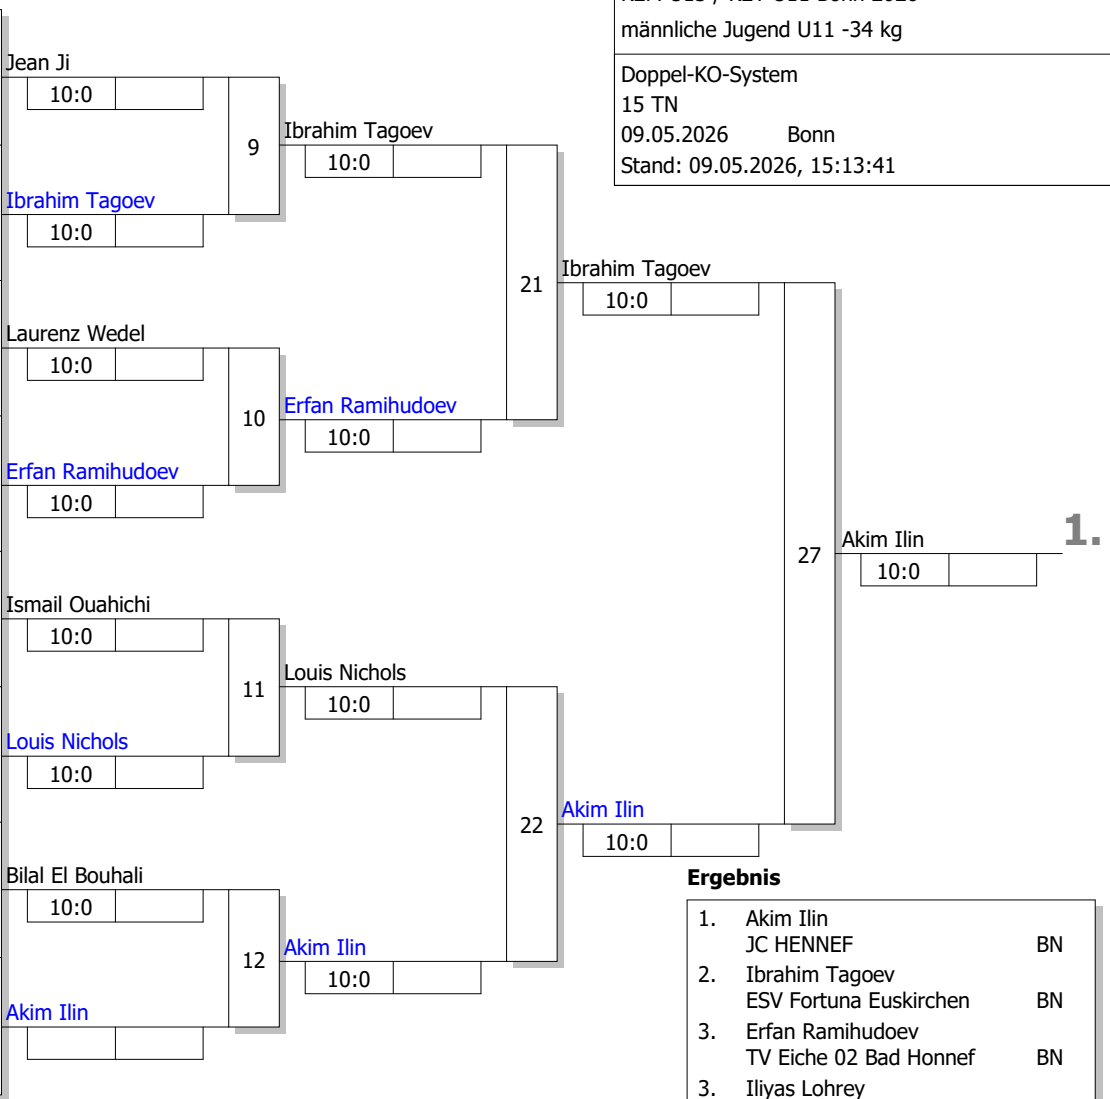 männliche Jugend U11 -34 kg
Doppel-KO-System
15 TN
09.05.2026 Bonn
Stand: 09.05.2026, 15:13:41
Jean Ji
10:0
9
Ibrahim Tagoev
10:0
Ibrahim Tagoev
10:0
21
Ibrahim Tagoev
10:0
Laurenz Wedel
10:0
10
Erfan Ramihudoev
10:0
Erfan Ramihudoev
10:0
27
Akim Ilin
10:0
1.
Ismail Ouahichi
10:0
11
Louis Nichols
10:0
Louis Nichols
10:0
22
Akim Ilin
10:0
Bilal El Bouhali
10:0
12
Akim Ilin
10:0
Akim Ilin
Ergebnis
1. Akim Ilin
JC HENNEF BN
2. Ibrahim Tagoev
ESV Fortuna Euskirchen BN
3. Erfan Ramihudoev
TV Eiche 02 Bad Honnef BN
3. Iliyas Lohrey